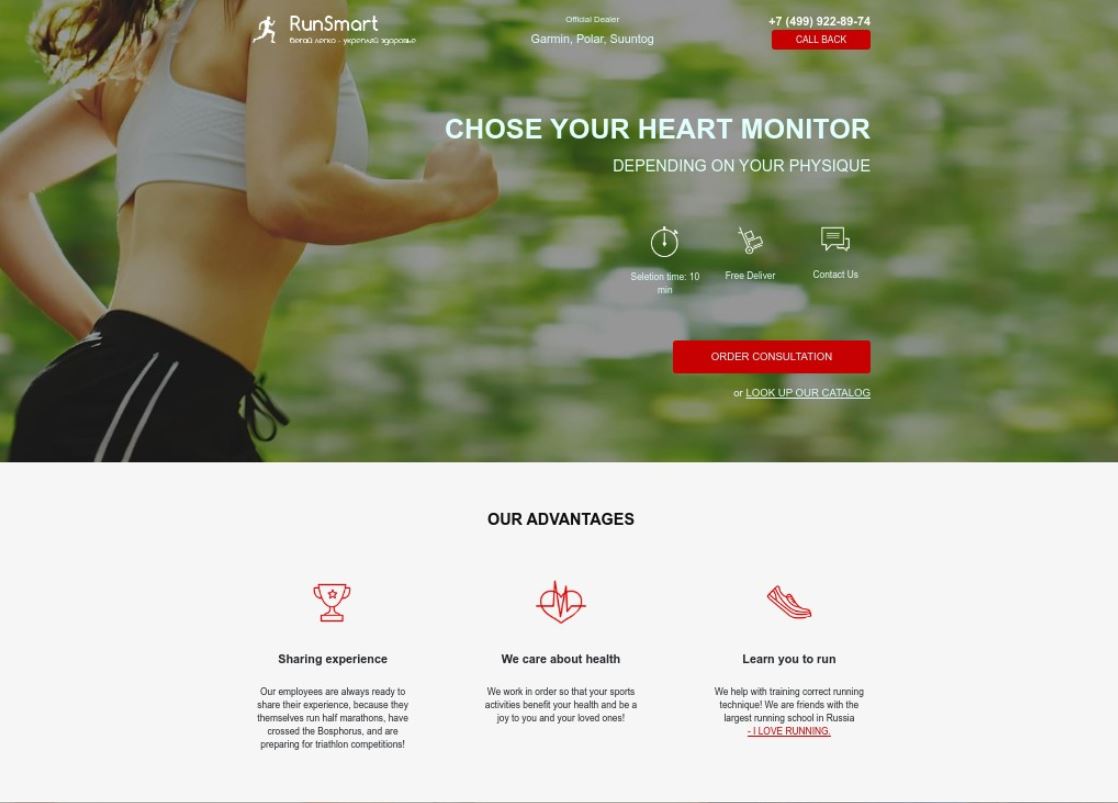 RunSmart
бегай легко - укрепляй здоровье
Official Dealer
Garmin, Polar, Suuntog
+7 (499) 922-89-74
CALL BACK
CHOSE YOUR HEART MONITOR
DEPENDING ON YOUR PHYSIQUE
Seletion time: 10
min
Free Deliver
Contact Us
ORDER CONSULTATION
or LOOK UP OUR CATALOG
OUR ADVANTAGES
Sharing experience
Our employees are always ready to
share their experience, because they
themselves run half marathons, have
crossed the Bosphorus, and are
preparing for triathlon competitions!
We care about health
We work in order so that your sports
activities benefit your health and be a
joy to you and your loved ones!
Learn you to run
We help with training correct running
technique! We are friends with the
largest running school in Russia
- I LOVE RUNNING.